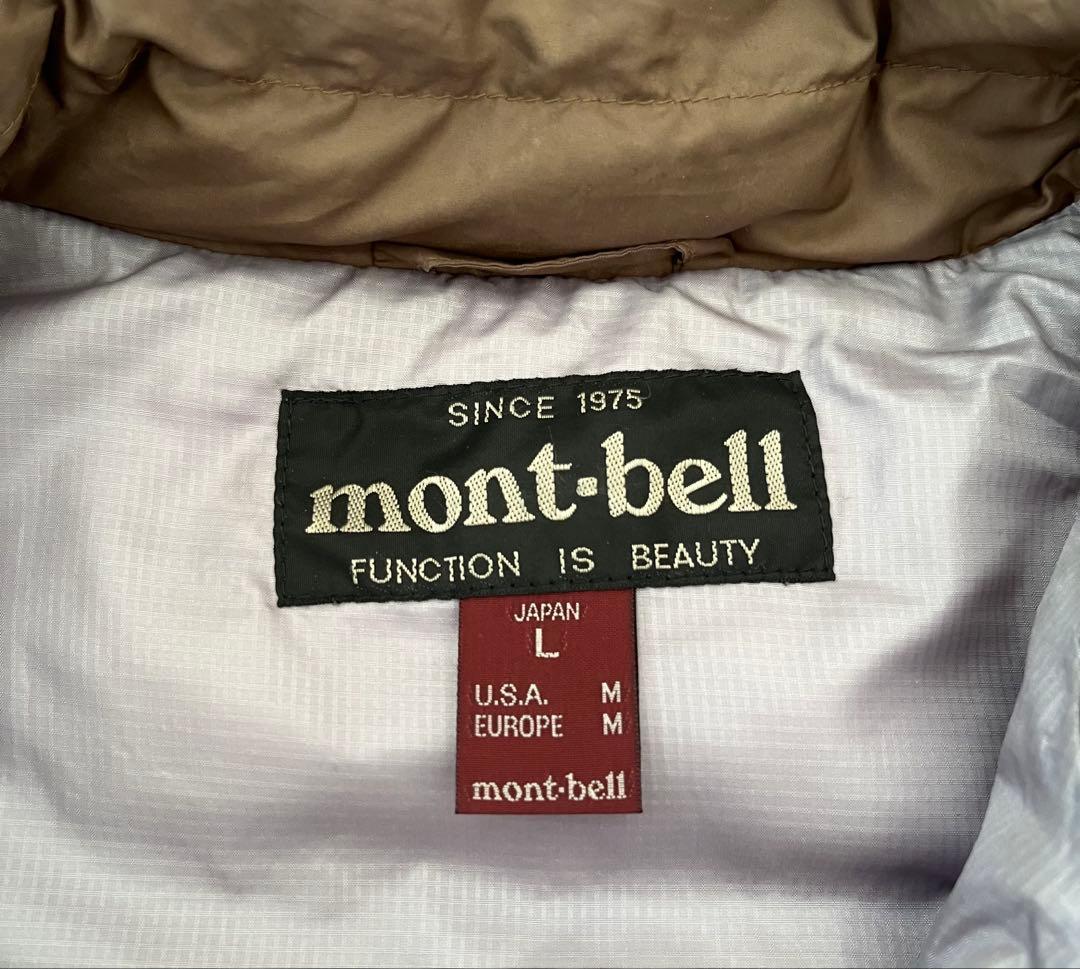 SINCE 1975
mont-bell
FUNCTION IS BEAUTY
JAPAN
L
U.S.A. M
EUROPE M
mont-bell